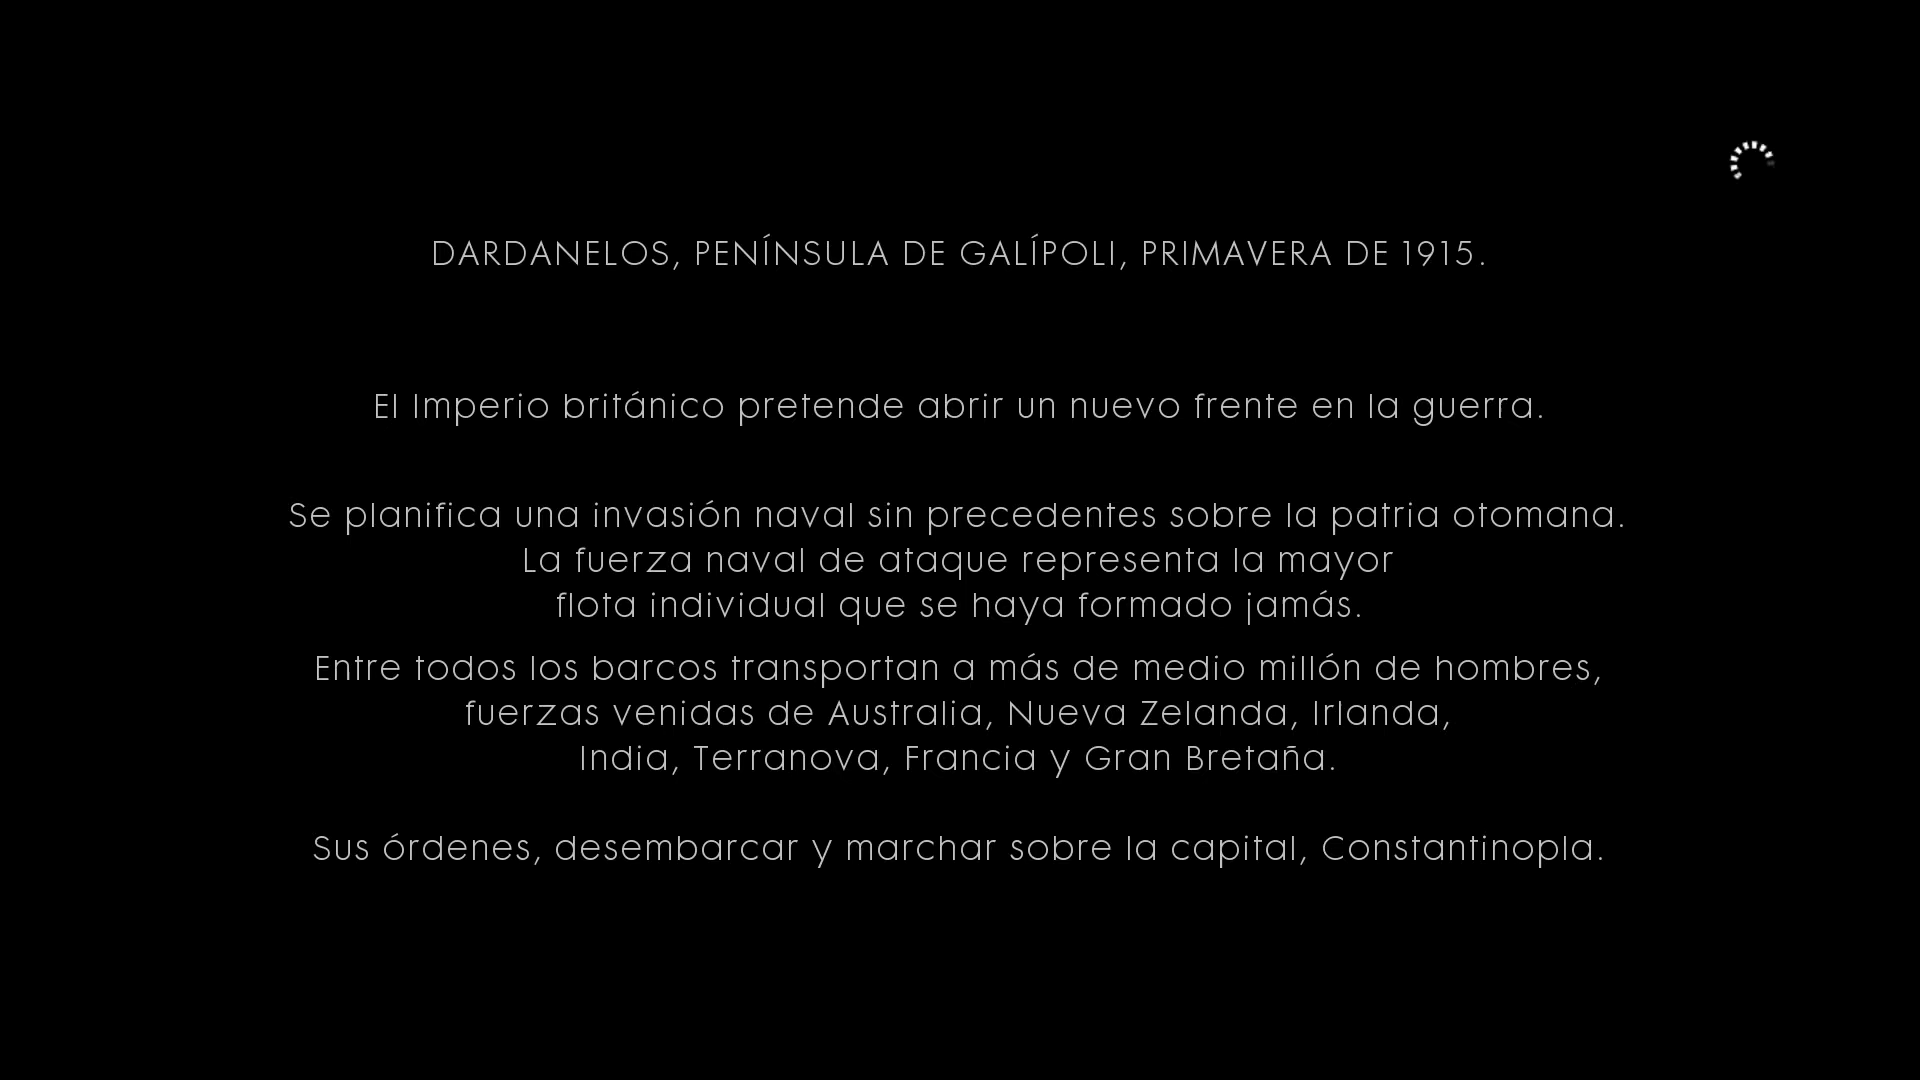 DARDANELOS, PENÍNSULA DE GALÍPOLI, PRIMAVERA DE 1915.
El Imperio británico pretende abrir un nuevo frente en la guerra.
Se planifica una invasión naval sin precedentes sobre la patria otomana.
La fuerza naval de ataque representa la mayor
flota individual que se haya formado jamás.
Entre todos los barcos transportan a más de medio millón de hombres,
fuerzas venidas de Australia, Nueva Zelanda, Irlanda,
India, Terranova, Francia y Gran Bretaña.
Sus órdenes, desembarcar y marchar sobre la capital, Constantinopla.